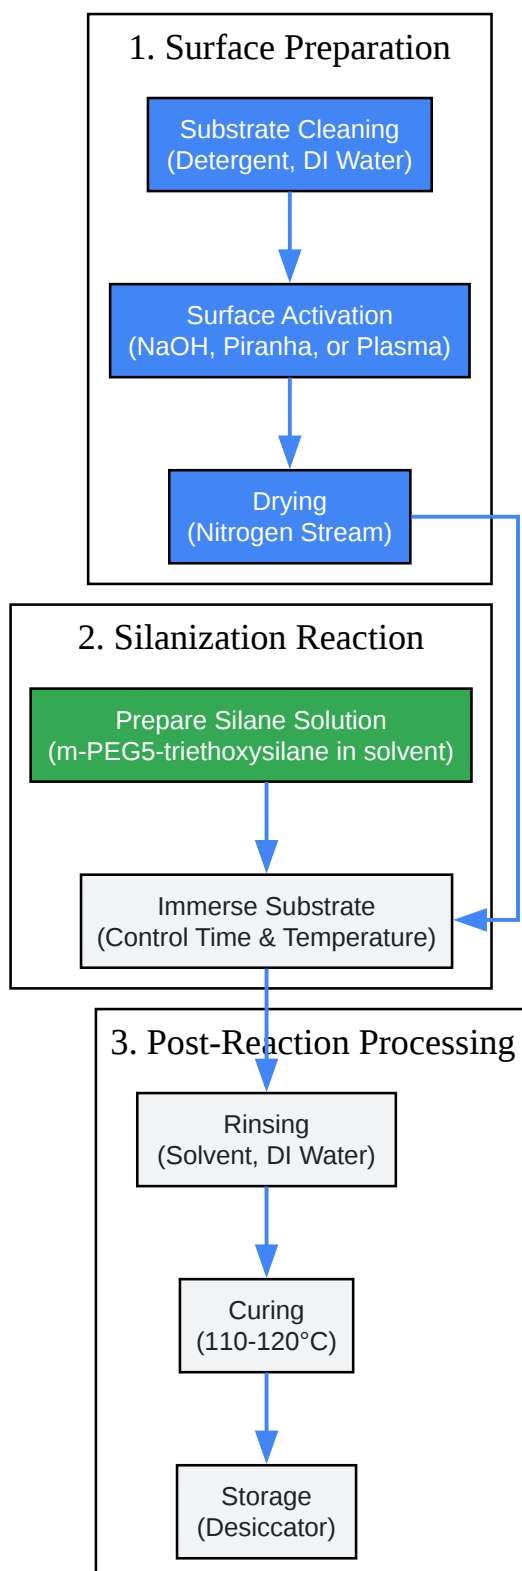 1. Surface Preparation
Substrate Cleaning
(Detergent, DI Water)
Surface Activation
(NaOH, Piranha, or Plasma)
Drying
(Nitrogen Stream)
2. Silanization Reaction
Prepare Silane Solution
(m-PEG5-triethoxysilane in solvent)
Immerse Substrate
(Control Time & Temperature)
3. Post-Reaction Processing
Rinsing
(Solvent, DI Water)
Curing
(110-120°C)
Storage
(Desiccator)